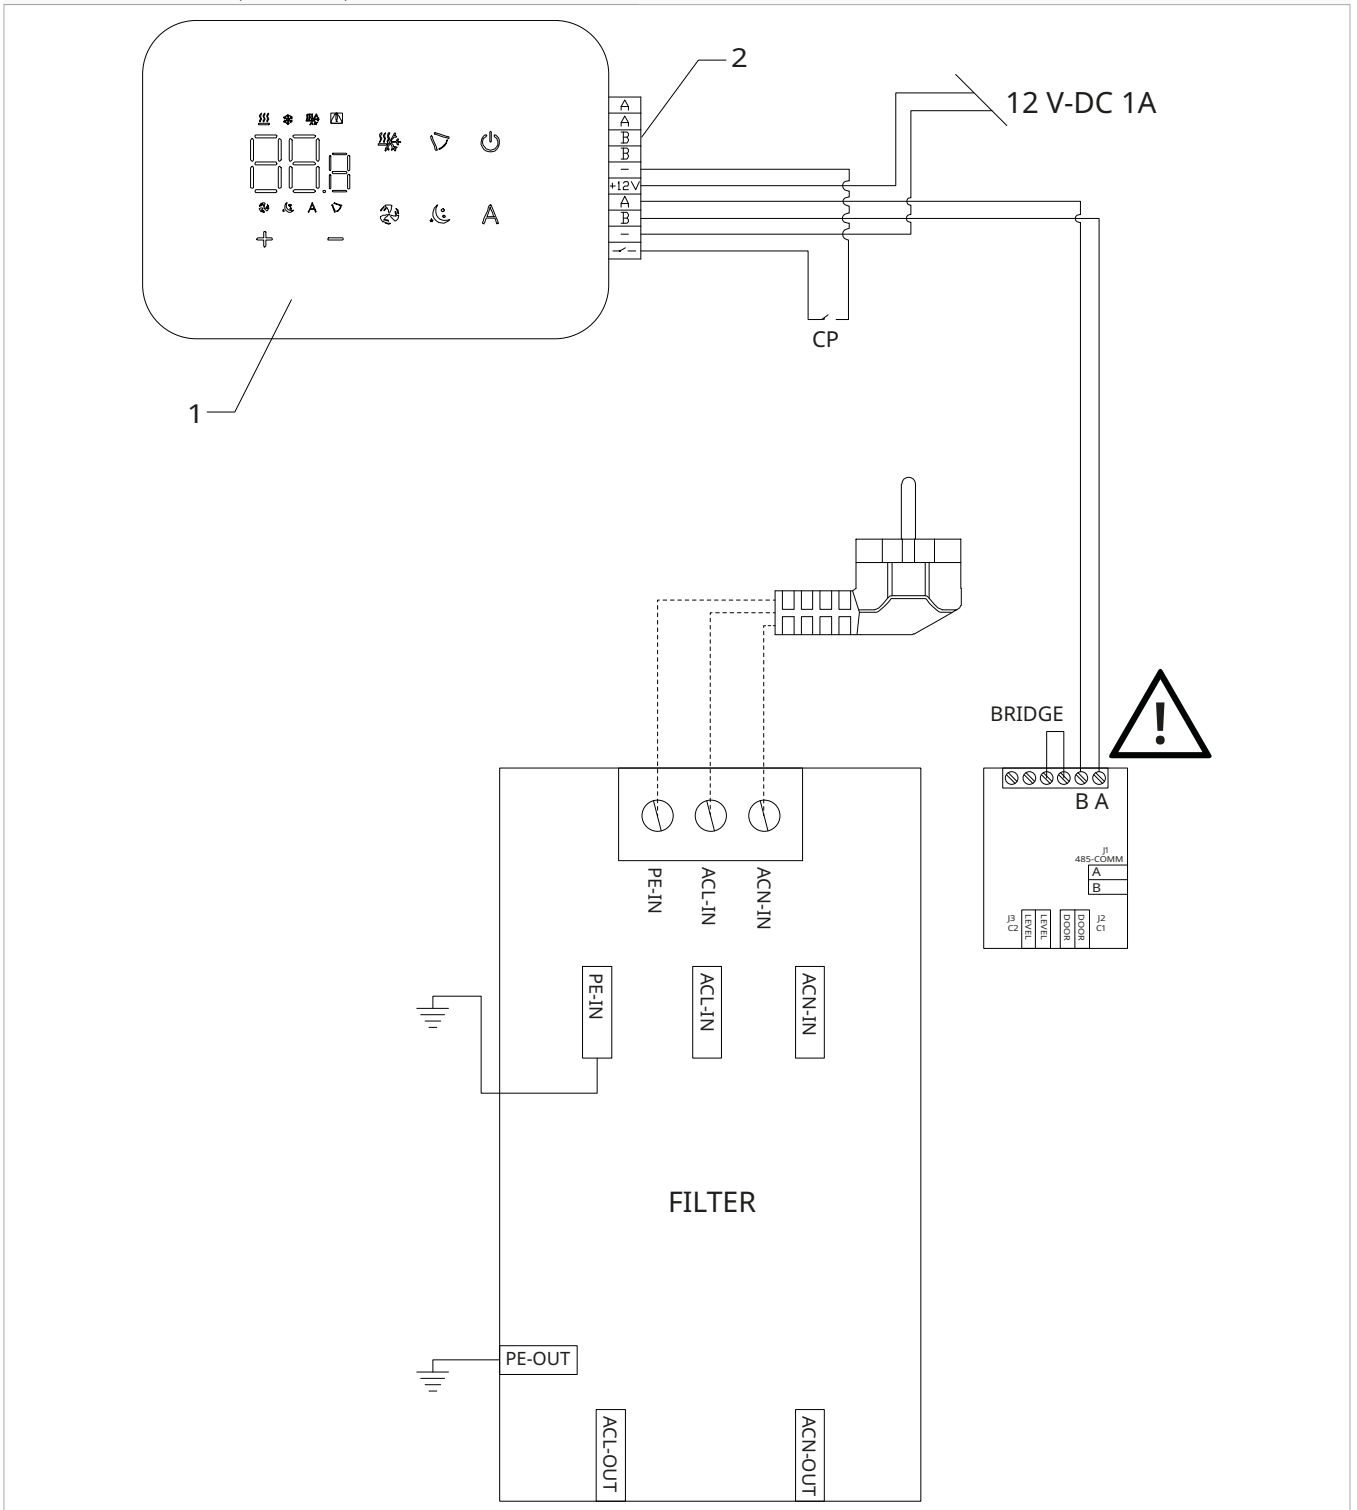 2
12 V-DC 1A
A
A
B
B
-
+12V
A
B
-
88.8
A
A
+
-
CP
1
BRIDGE
!
B A
J1
485-COMM
A
B
J3
C2
LEVEL
LEVEL
DOOR
DOOR
J2
C1
PE-IN
ACL-IN
ACN-IN
PE-IN
ACL-IN
ACN-IN
FILTER
PE-OUT
ACL-OUT
ACN-OUT